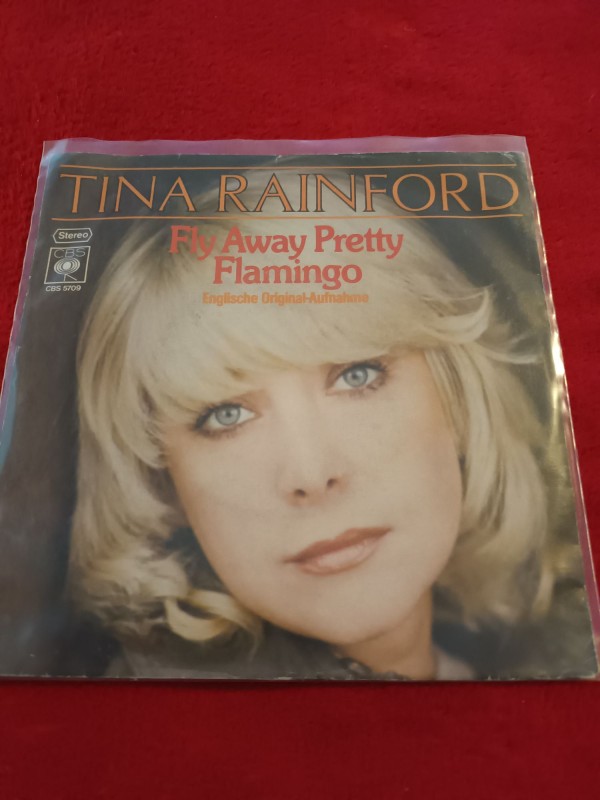 TINA RAINFORD
Stereo
Fly Away Pretty
Flamingo
CBS
CBS 5709
Englische Original-Aufnahme